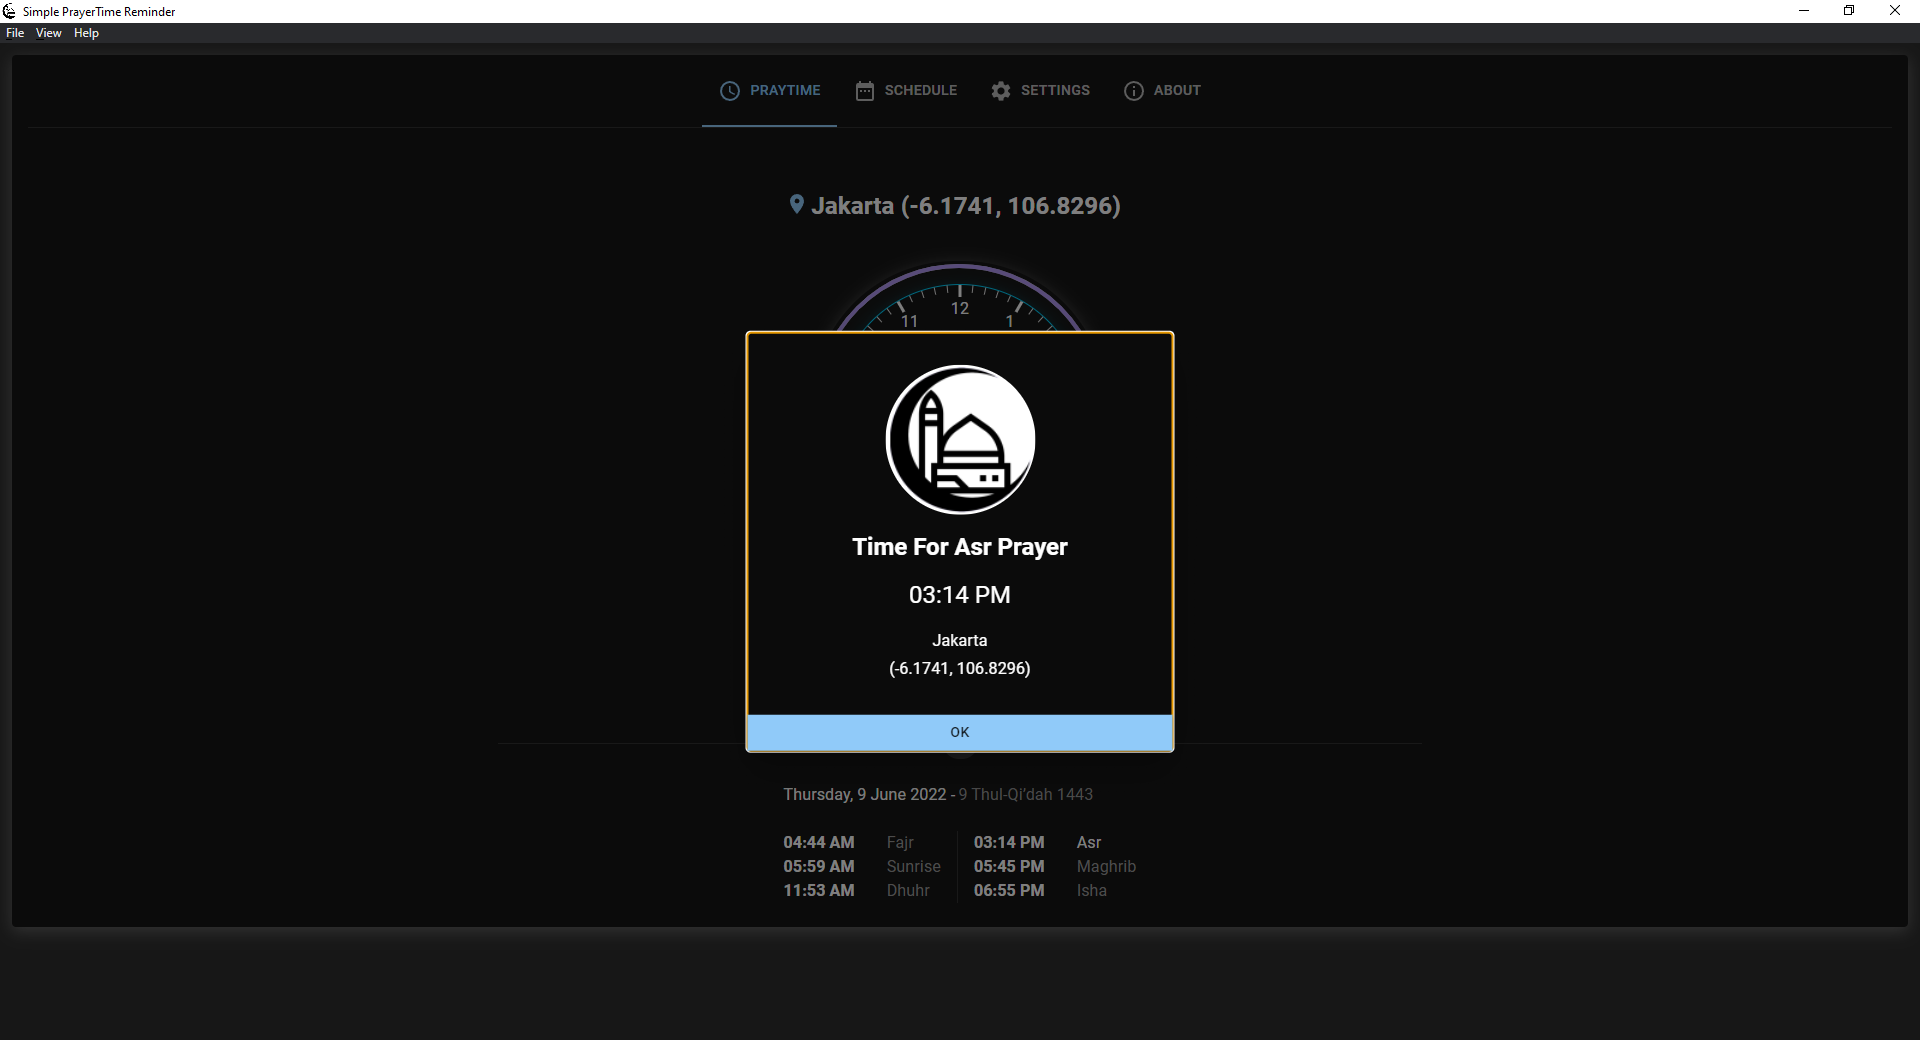 Simple PrayerTime Reminder
File View Help
PRAYTIME SCHEDULE SETTINGS ABOUT
Jakarta (-6.1741, 106.8296)
11 12 1
Time For Asr Prayer
03:14 PM
Jakarta
(-6.1741, 106.8296)
OK
Thursday, 9 June 2022 - 9 Thul-Qi’dah 1443
04:44 AM Fajr 03:14 PM Asr
05:59 AM Sunrise 05:45 PM Maghrib
11:53 AM Dhuhr 06:55 PM Isha